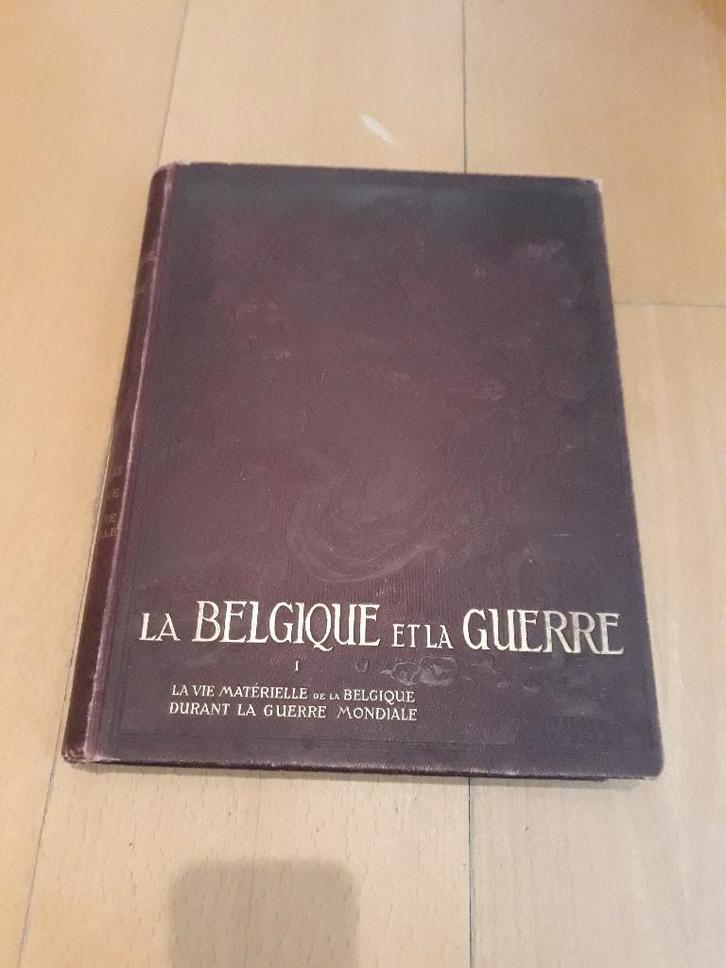 LA BELGIQUE ET LA GUERRE
I
LA VIE MATÉRIELLE DE LA BELGIQUE
DURANT LA GUERRE MONDIALE